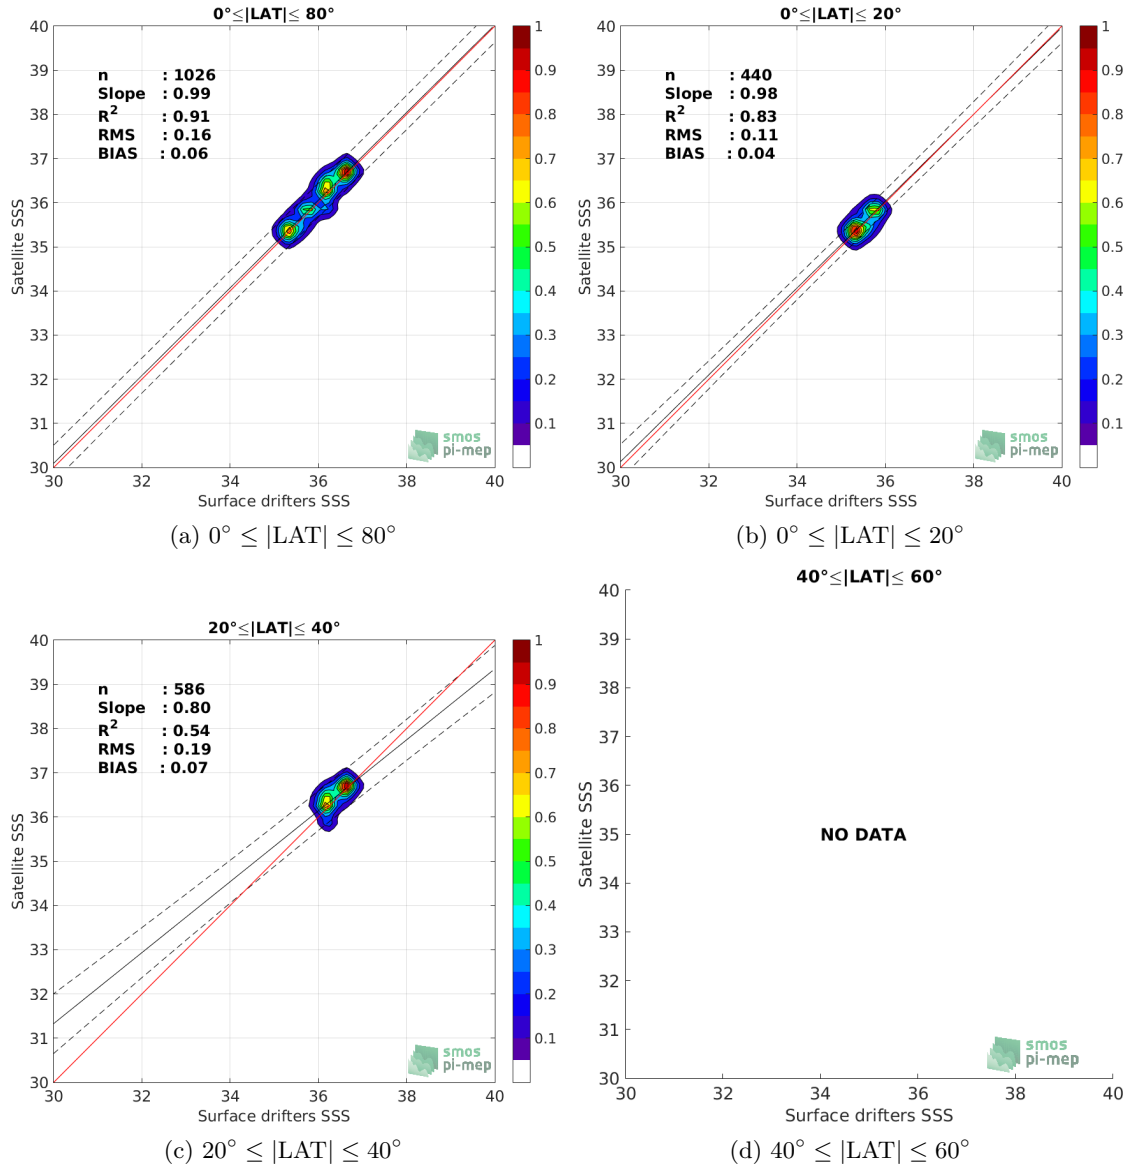 0°≤|LAT|≤ 80°
40
39
38
37
36
35
34
33
32
31
30
Satellite SSS
n : 1026
Slope : 0.99
R² : 0.91
RMS : 0.16
BIAS : 0.06
smos
pi-mep
30 32 34 36 38 40
Surface drifters SSS
1
0.9
0.8
0.7
0.6
0.5
0.4
0.3
0.2
0.1
(a) 0° ≤ |LAT| ≤ 80°
0°≤|LAT|≤ 20°
40
39
38
37
36
35
34
33
32
31
30
Satellite SSS
n : 440
Slope : 0.98
R² : 0.83
RMS : 0.11
BIAS : 0.04
smos
pi-mep
30 32 34 36 38 40
Surface drifters SSS
1
0.9
0.8
0.7
0.6
0.5
0.4
0.3
0.2
0.1
(b) 0° ≤ |LAT| ≤ 20°
20°≤|LAT|≤ 40°
40
39
38
37
36
35
34
33
32
31
30
Satellite SSS
n : 586
Slope : 0.80
R² : 0.54
RMS : 0.19
BIAS : 0.07
smos
pi-mep
30 32 34 36 38 40
Surface drifters SSS
1
0.9
0.8
0.7
0.6
0.5
0.4
0.3
0.2
0.1
(c) 20° ≤ |LAT| ≤ 40°
40°≤|LAT|≤ 60°
40
39
38
37
36
35
34
33
32
31
30
Satellite SSS
NO DATA
smos
pi-mep
30 32 34 36 38 40
Surface drifters SSS
(d) 40° ≤ |LAT| ≤ 60°